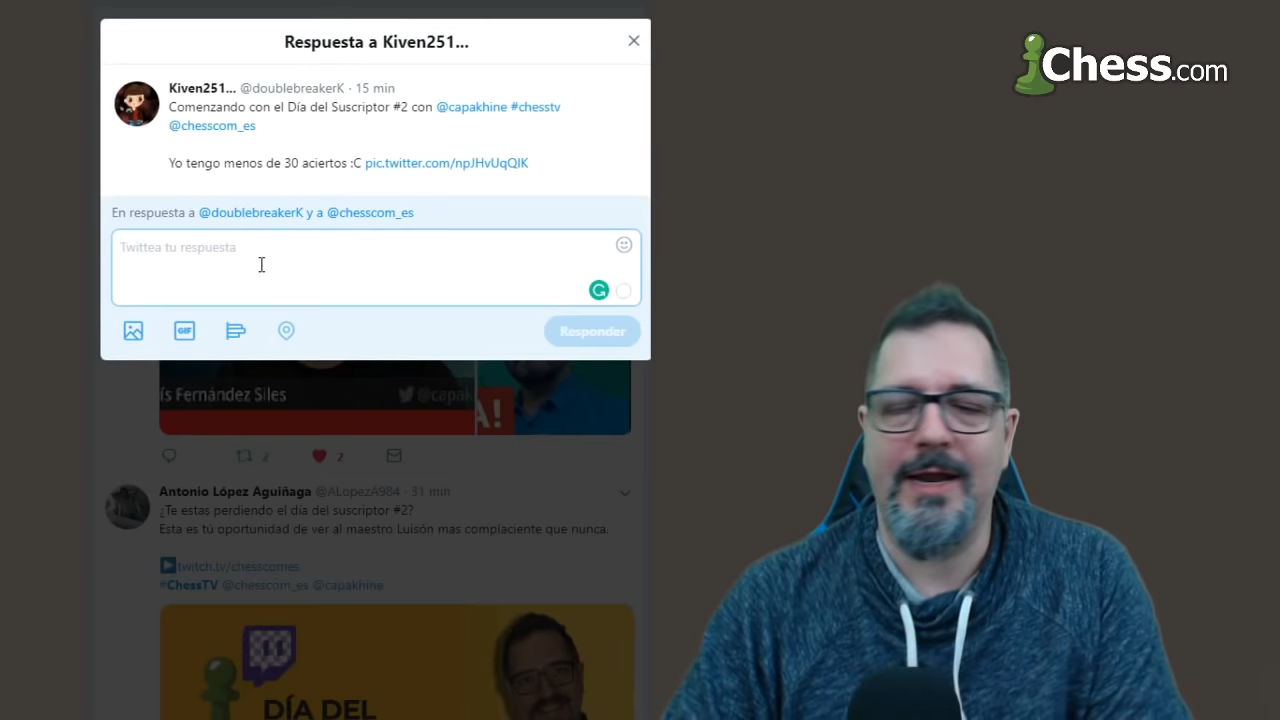 Respuesta a Kiven251...
Kiven251... @doublebreakerK · 15 min
Comenzando con el Día del Suscriptor #2 con @capakhine #chesstv
@chesscom_es
Yo tengo menos de 30 aciertos :C pic.twitter.com/npJHvUqQIK
En respuesta a @doublebreakerK y a @chesscom_es
Twittea tu respuesta
GIF
Responder
ís Fernández Siles
@capak
A!
2
2
Antonio López Aguiñaga @ALopezA984 · 31 min
¿Te estas perdiendo el día del suscriptor #2?
Esta es tú oportunidad de ver al maestro Luisón mas complaciente que nunca.
twitch.tv/chesscomes
#ChessTV @chesscom_es @capakhine
DÍA DEL
Chess.com